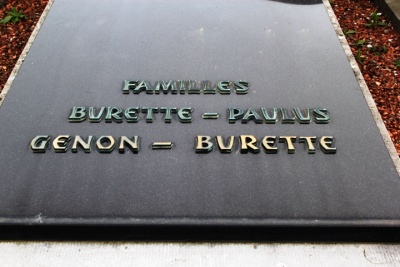 FAMILLES
BURETTE – PAULUS
GENON – BURETTE